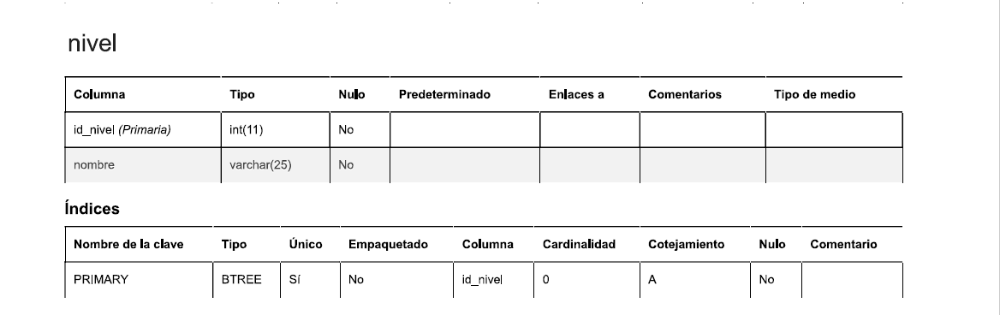 nivel
Columna Tipo Nulo Predeterminado Enlaces a Comentarios Tipo de medio
id_nivel (Primaria) int(11) No
nombre varchar(25) No
Índices
Nombre de la clave Tipo Único Empaquetado Columna Cardinalidad Cotejamiento Nulo Comentario
PRIMARY BTREE Sí No id_nivel 0 A No